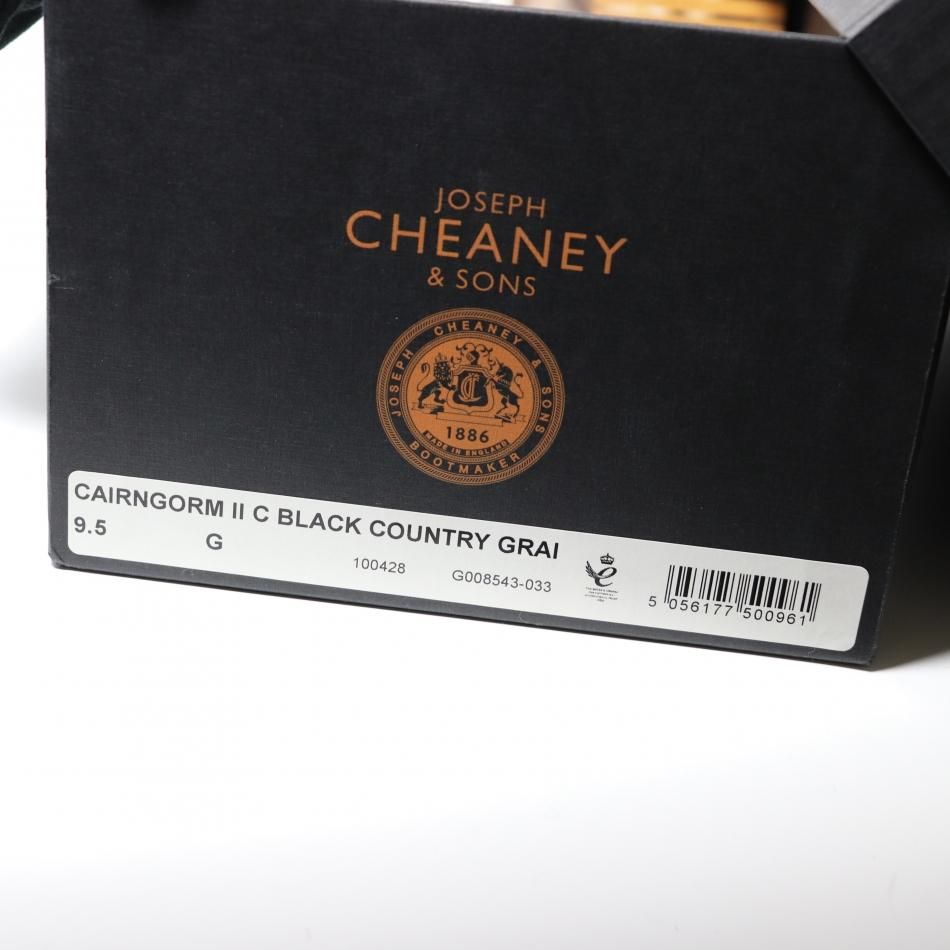 JOSEPH
CHEANEY
& SONS
JOSEPH CHEANEY & SONS
1886
MADE IN ENGLAND
BOOTMAKER
CAIRNGORM II C BLACK COUNTRY GRAI
9.5 G 100428 G008543-033
5 056177 500961